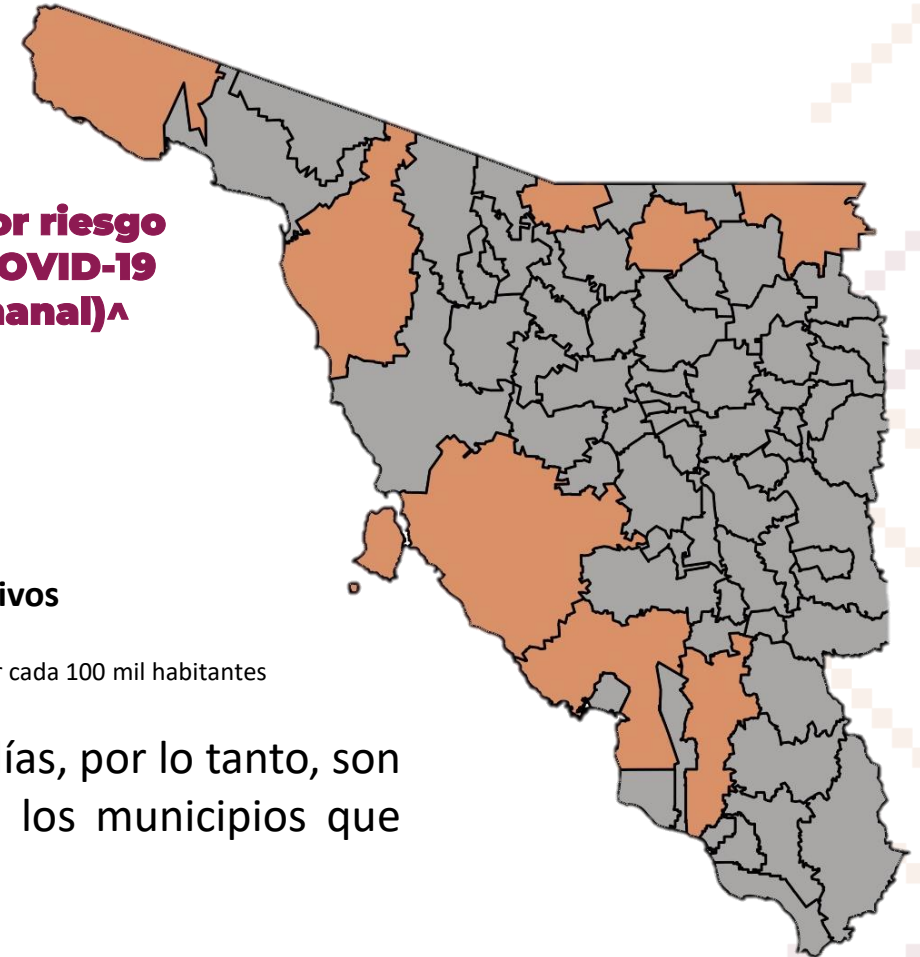 or riesgo
OVID-19
nanal)^
ivos
r cada 100 mil habitantes
ías, por lo tanto, son
los municipios que